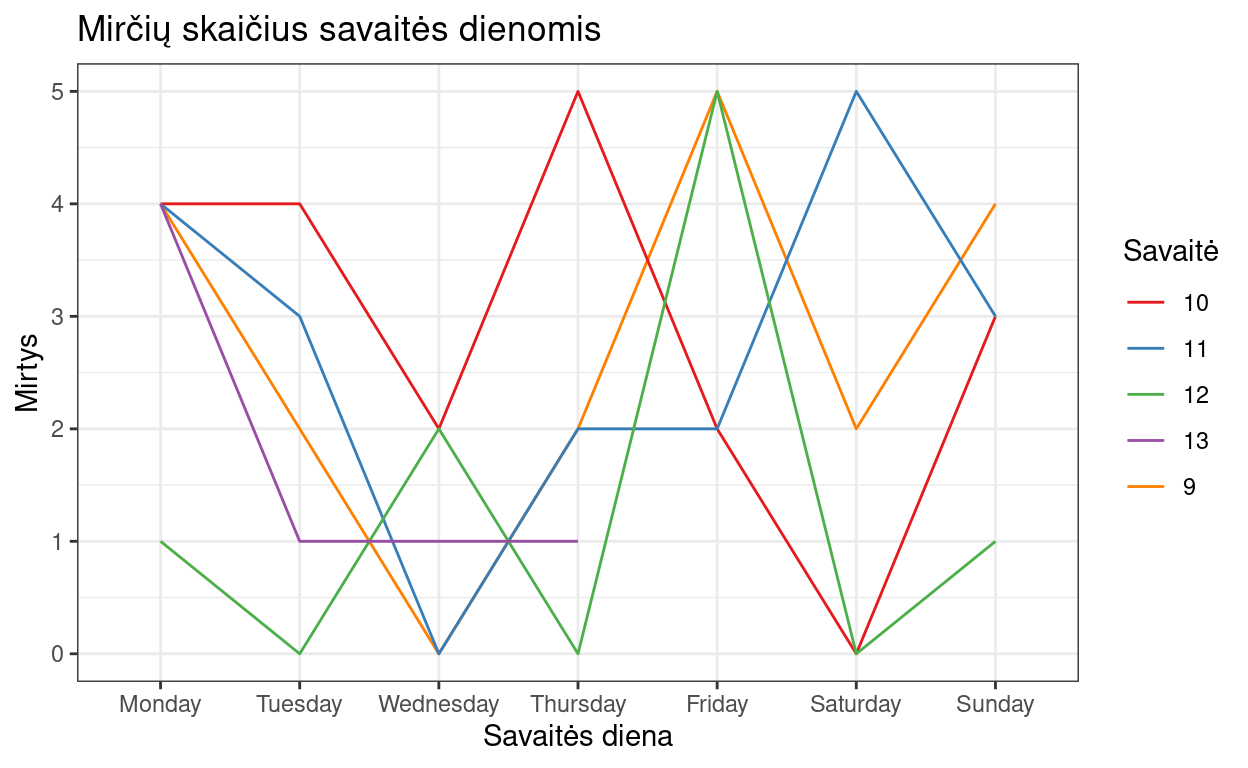 Mirčių skaičius savaitės dienomis
5
4
3
2
1
0
Mirtys
Monday Tuesday Wednesday Thursday Friday Saturday Sunday
Savaitės diena
Savaitė
10
11
12
13
9